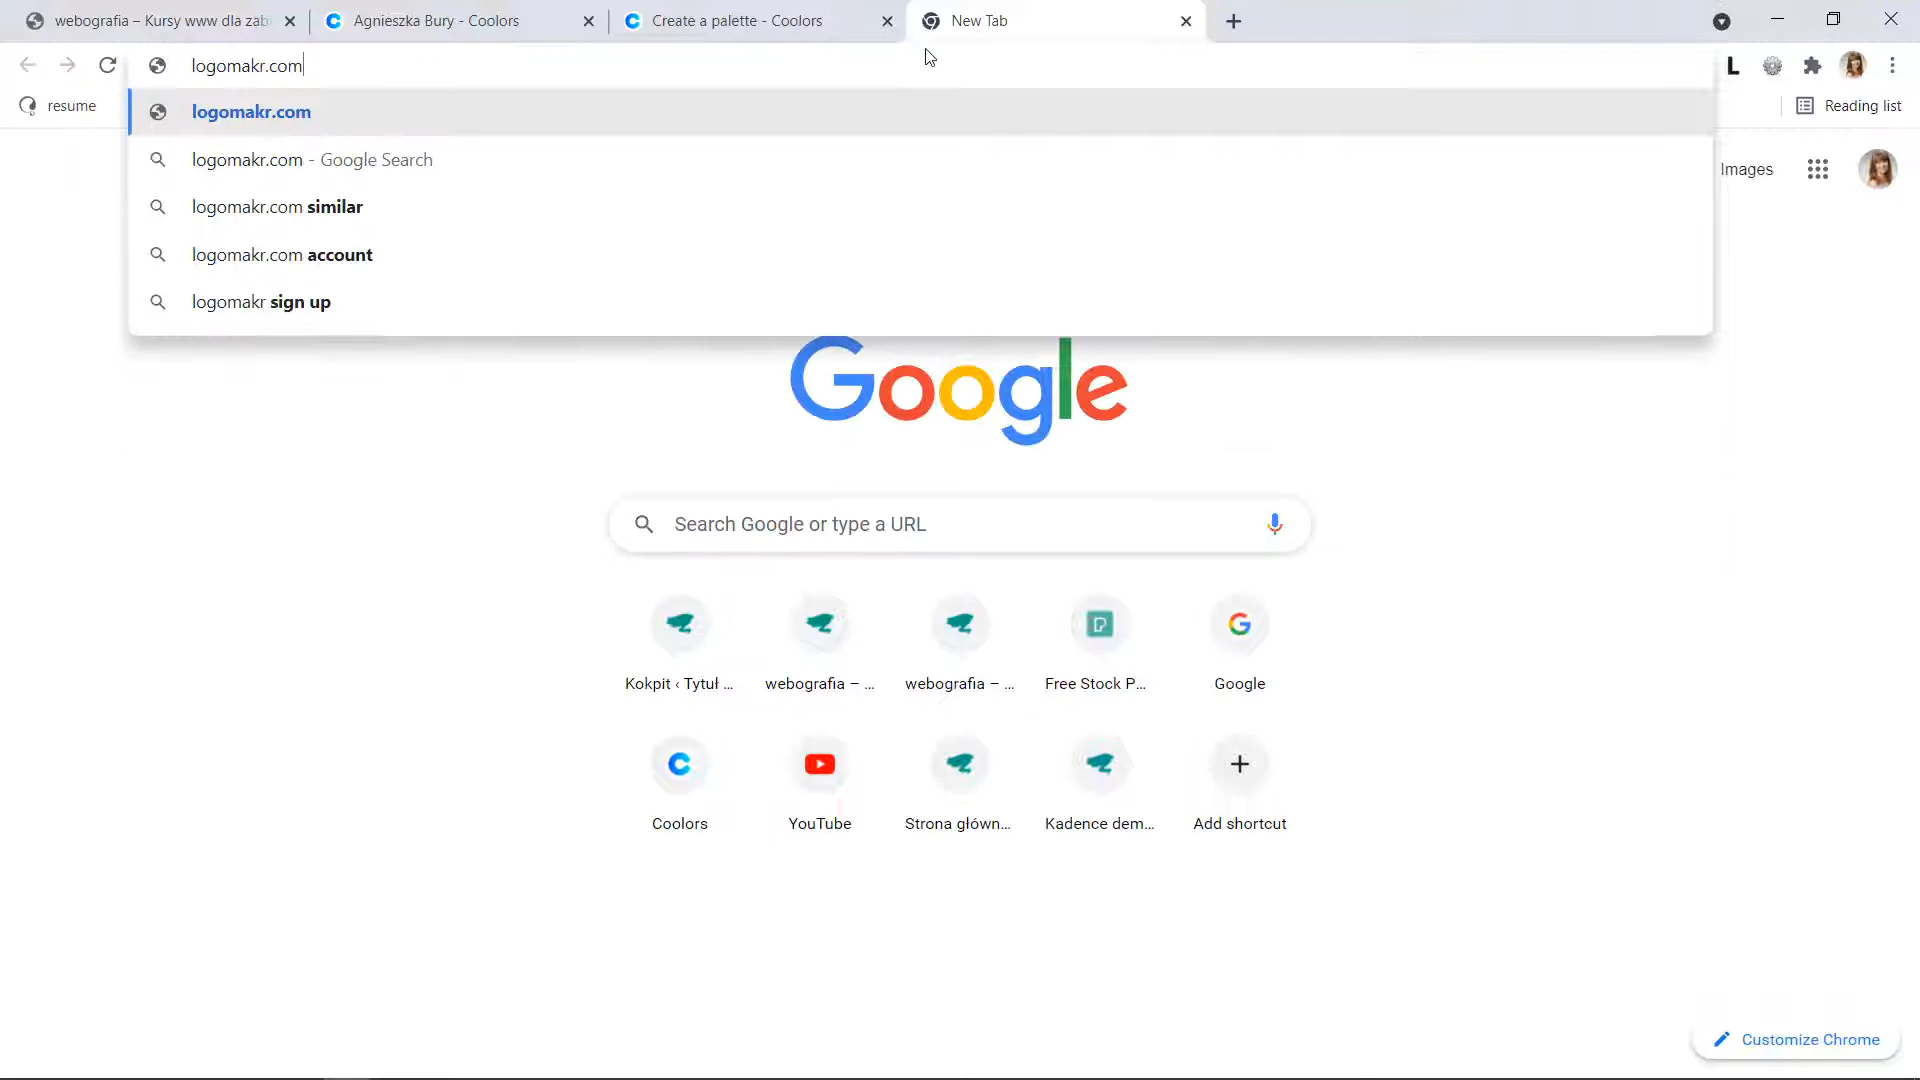 webografia – Kursy www dla zab
Agnieszka Bury - Coolors
Create a palette - Coolors
New Tab
logomakr.com
L
resume
logomakr.com
Reading list
logomakr.com - Google Search
Images
logomakr.com similar
logomakr.com account
logomakr sign up
Google
Search Google or type a URL
Kokpit ‹ Tytuł ...
webografia – ...
webografia – ...
Free Stock P...
Google
Coolors
YouTube
Strona główn...
Kadence dem...
Add shortcut
Customize Chrome